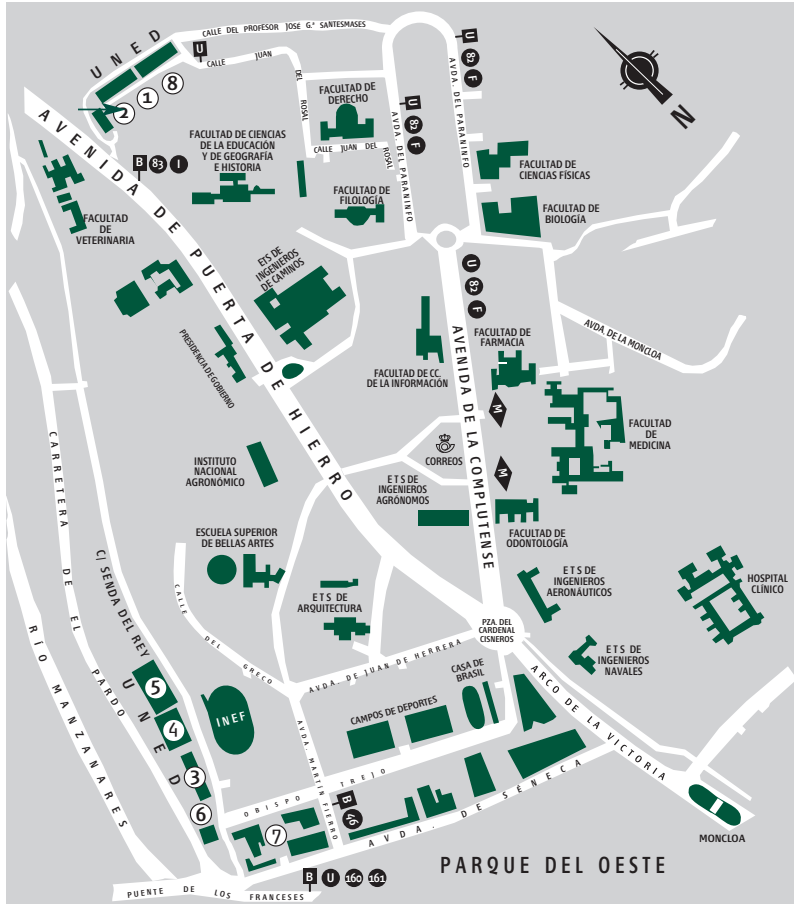 CALLE DEL PROFESOR JOSÉ G.ª SANTESMASES
UNED
U
CALLE JUAN DEL ROSAL
8
1
2
U
82
F
AVDA. DEL PARANINFO
U
82
F
AVDA. DEL PARANINFO
N
FACULTAD DE
DERECHO
CALLE JUAN DEL ROSAL
FACULTAD DE CIENCIAS
DE LA EDUCACIÓN
Y DE GEOGRAFÍA
E HISTORIA
B
83
I
AVENIDA DE PUERTA DE HIERRO
FACULTAD
DE
VETERINARIA
FACULTAD DE
FILOLOGÍA
FACULTAD DE
CIENCIAS FÍSICAS
FACULTAD DE
BIOLOGÍA
ETS DE
INGENIEROS
DE CAMINOS
U
82
F
AVENIDA DE LA COMPLUTENSE
PRESIDENCIA DE GOBIERNO
FACULTAD DE
FARMACIA
AVDA. DE LA MONCLOA
FACULTAD DE CC.
DE LA INFORMACIÓN
M
FACULTAD
DE
MEDICINA
CORREOS
M
INSTITUTO
NACIONAL
AGRONÓMICO
E T S DE
INGENIEROS
AGRÓNOMOS
FACULTAD DE
ODONTOLOGÍA
CARRETERA DE EL PARDO
ESCUELA SUPERIOR
DE BELLAS ARTES
C/ SENDA DEL REY
CALLE DEL GRECO
E T S DE
ARQUITECTURA
E T S DE
INGENIEROS
AERONÁUTICOS
HOSPITAL
CLÍNICO
PZA. DEL
CARDENAL
CISNEROS
E T S DE
INGENIEROS
NAVALES
RÍO MANZANARES
AVDA. DE JUAN DE HERRERA
CASA DE
BRASIL
ARCO DE LA VICTORIA
UNED
5
4
3
6
INEF
CAMPOS DE DEPORTES
AVDA. MARTÍN FIERRO
OBISPO TREJO
B
46
7
AVDA. DE SÉNECA
MONCLOA
PARQUE DEL OESTE
B
U
160
161
PUENTE DE LOS FRANCESES